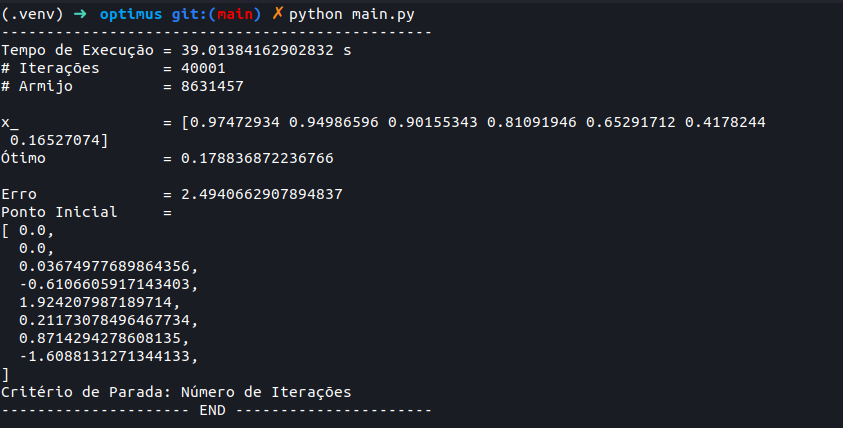 (.venv) ➜ optimus git:(main) ✗ python main.py
------------------------------------------------
Tempo de Execução = 39.01384162902832 s
# Iterações       = 40001
# Armijo          = 8631457
x_                = [0.97472934 0.94986596 0.90155343 0.81091946 0.65291712 0.4178244
 0.16527074]
Ótimo             = 0.178836872236766
Erro              = 2.4940662907894837
Ponto Inicial     =
[ 0.0,
  0.0,
  0.03674977689864356,
  -0.6106605917143403,
  1.924207987189714,
  0.21173078496467734,
  0.8714294278608135,
  -1.6088131271344133,
]
Critério de Parada: Número de Iterações
--------------------- END ----------------------